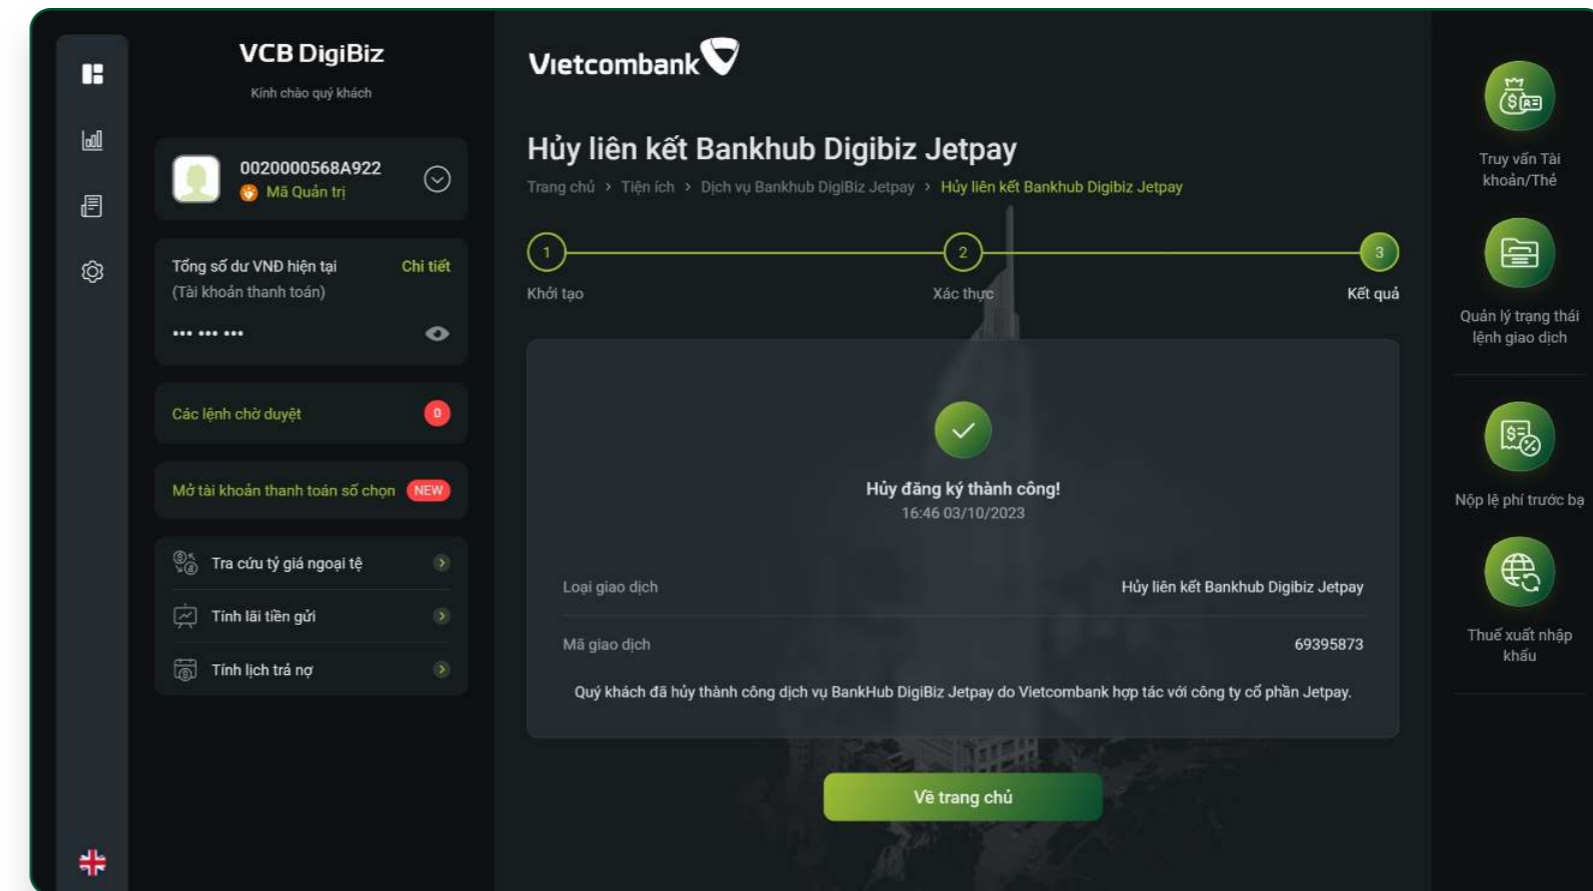 VCB DigiBiz
Kính chào quý khách
0020000568A922
Mã Quản trị
Tổng số dư VNĐ hiện tại
Chi tiết
(Tài khoản thanh toán)
••• ••• •••
Các lệnh chờ duyệt
0
Mở tài khoản thanh toán số chọn
NEW
Tra cứu tỷ giá ngoại tệ
Tính lãi tiền gửi
Tính lịch trả nợ
Vietcombank
Hủy liên kết Bankhub Digibiz Jetpay
Trang chủ > Tiện ích > Dịch vụ Bankhub DigiBiz Jetpay > Hủy liên kết Bankhub Digibiz Jetpay
1
2
3
Khởi tạo
Xác thực
Kết quả
Hủy đăng ký thành công!
16:46 03/10/2023
Loại giao dịch
Hủy liên kết Bankhub Digibiz Jetpay
Mã giao dịch
69395873
Quý khách đã hủy thành công dịch vụ BankHub DigiBiz Jetpay do Vietcombank hợp tác với công ty cổ phần Jetpay.
Về trang chủ
Truy vấn Tài
khoản/Thẻ
Quản lý trạng thái
lệnh giao dịch
Nộp lệ phí trước bạ
Thuế xuất nhập
khẩu